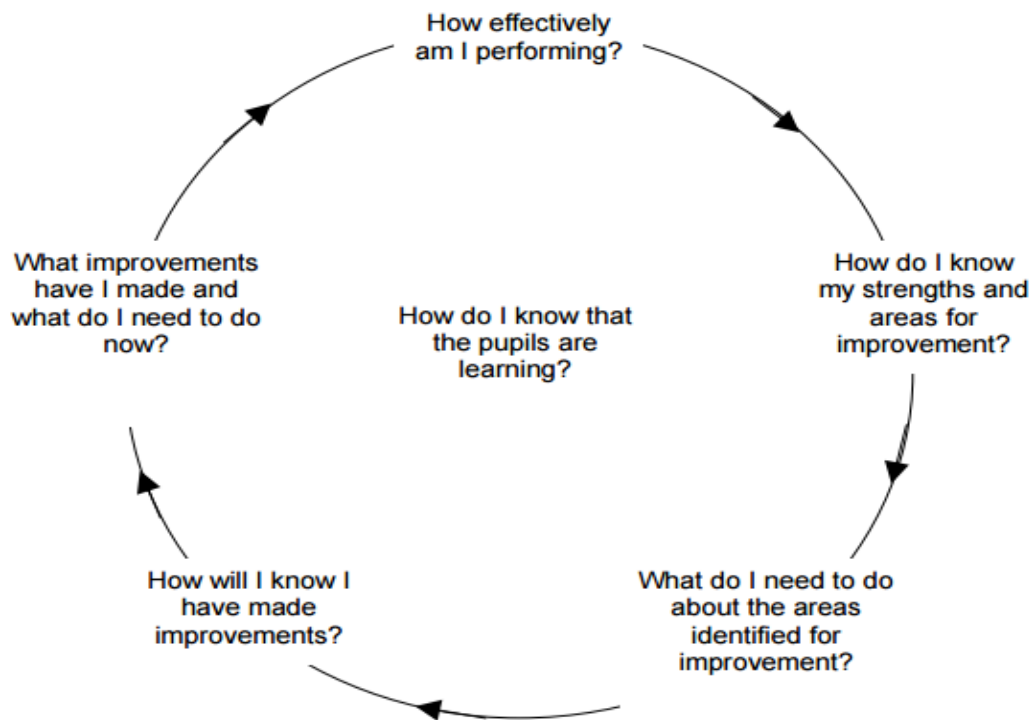 How effectively
am I performing?
How do I know
my strengths and
areas for
improvement?
What do I need to do
about the areas
identified for
improvement?
How will I know I
have made
improvements?
What improvements
have I made and
what do I need to do
now?
How do I know that
the pupils are
learning?